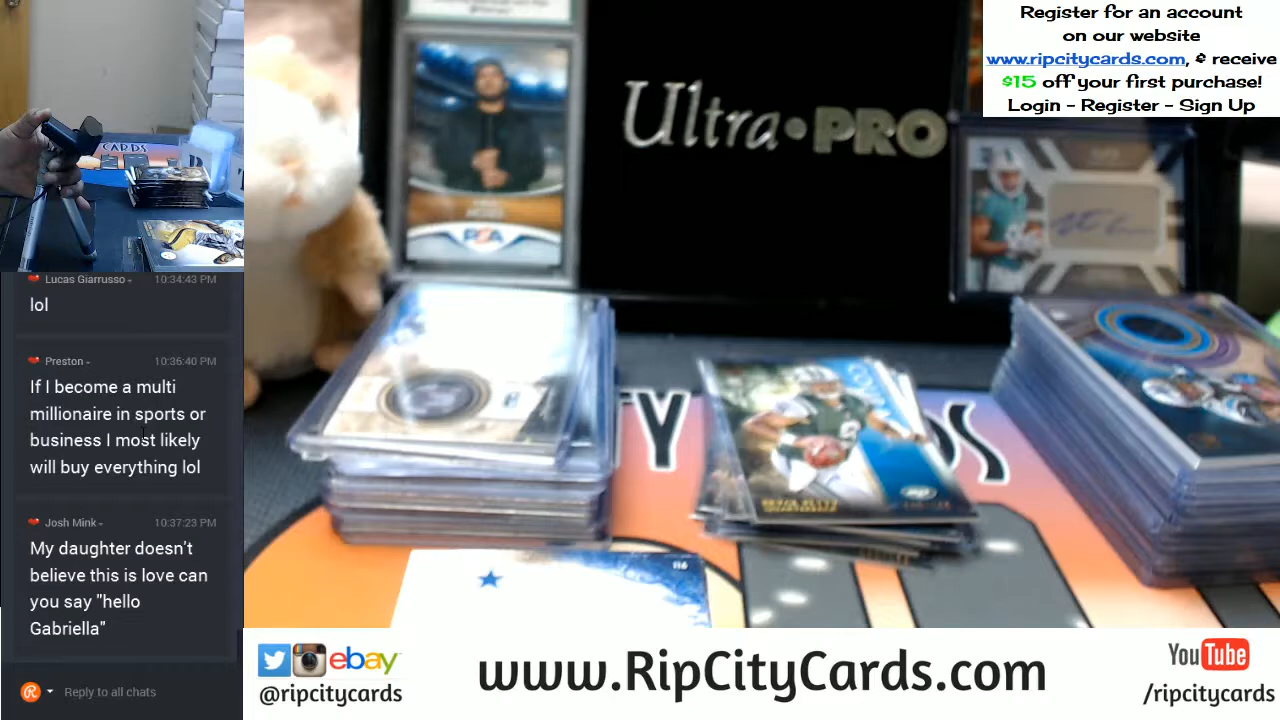 Register for an account
on our website
www.ripcitycards.com, & receive
$15 off your first purchase!
Login - Register - Sign Up
Ultra•PRO
CARDS
Lucas Giarrusso
10:34:43 PM
lol
Preston
10:36:40 PM
If I become a multi
millionaire in sports or
business I most likely
will buy everything lol
Josh Mink
10:37:23 PM
My daughter doesn't
believe this is love can
you say "hello
Gabriella"
Reply to all chats
116
ebay
@ripcitycards
www.RipCityCards.com
YouTube
/ripcitycards